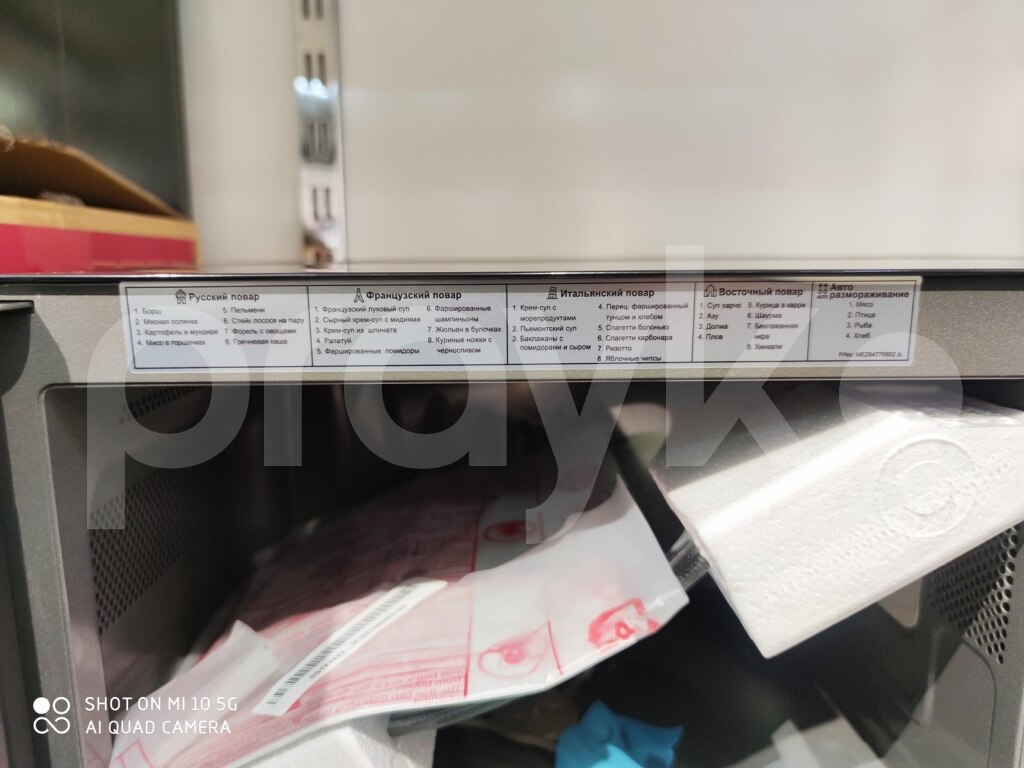 Русский повар
1. Борщ
2. Мясная солянка
3. Картофель в мундире
4. Мясо в горшочках
5. Пельмени
6. Стейк лосося на пару
7. Форель с овощами
8. Гречневая каша
Французский повар
1. Французский луковый суп
2. Сырный крем-суп с мидиями
3. Крем-суп из шпината
4. Рататуй
5. Фаршированные помидоры
6. Фаршированные
шампиньоны
7. Жюльен в булочках
8. Куриные ножки с
черносливом
Итальянский повар
1. Крем-суп с
морепродуктами
2. Пьемонтский суп
3. Баклажаны с
помидорами и сыром
4. Перец, фаршированный
тунцом и хлебом
5. Спагетти болоньез
6. Спагетти карбонара
7. Ризотто
8. Яблочные чипсы
Восточный повар
1. Суп харчо
2. Азу
3. Долма
4. Плов
5. Курица в карри
6. Шаурма
7. Баклажанная
икра
8. Хинкали
Авто
размораживание
1. Мясо
2. Птица
3. Рыба
4. Хлеб
P/No: MEZ64776602
prayko
SHOT ON MI 10 5G
AI QUAD CAMERA